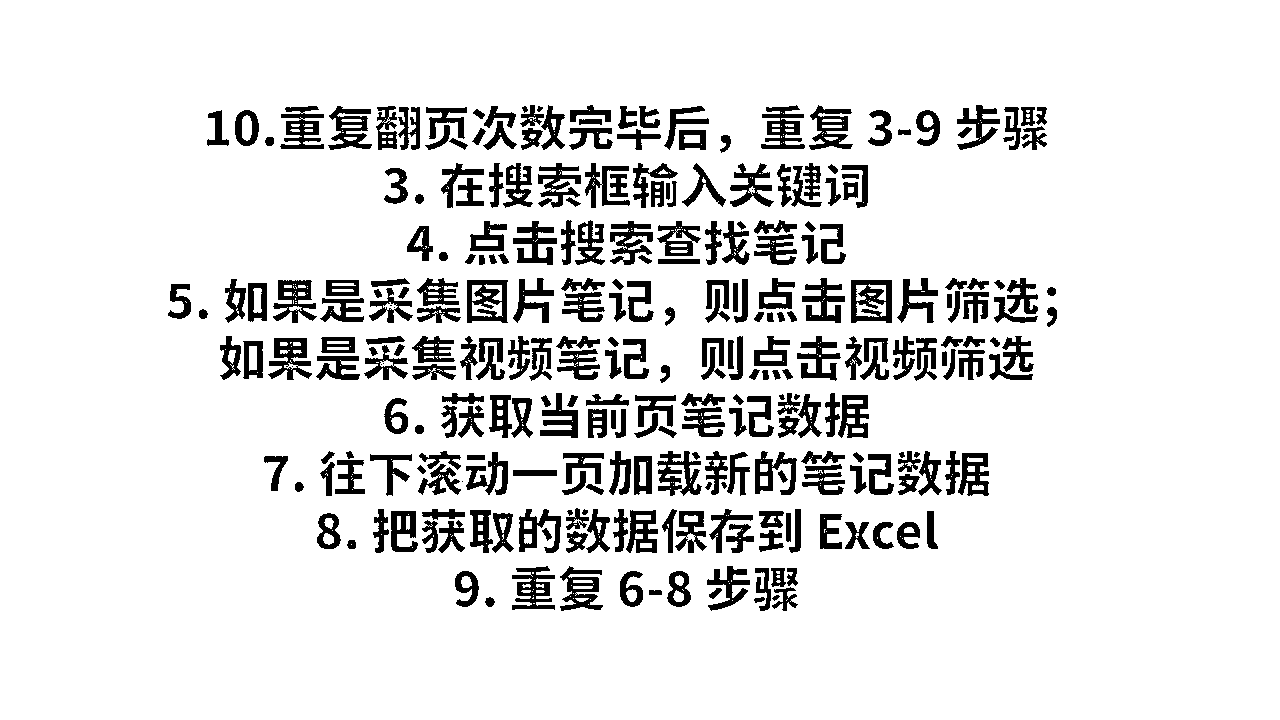 10.重复翻页次数完毕后，重复 3-9 步骤
3. 在搜索框输入关键词
4. 点击搜索查找笔记
5. 如果是采集图片笔记，则点击图片筛选；
如果是采集视频笔记，则点击视频筛选
6. 获取当前页笔记数据
7. 往下滚动一页加载新的笔记数据
8. 把获取的数据保存到 Excel
9. 重复 6-8 步骤